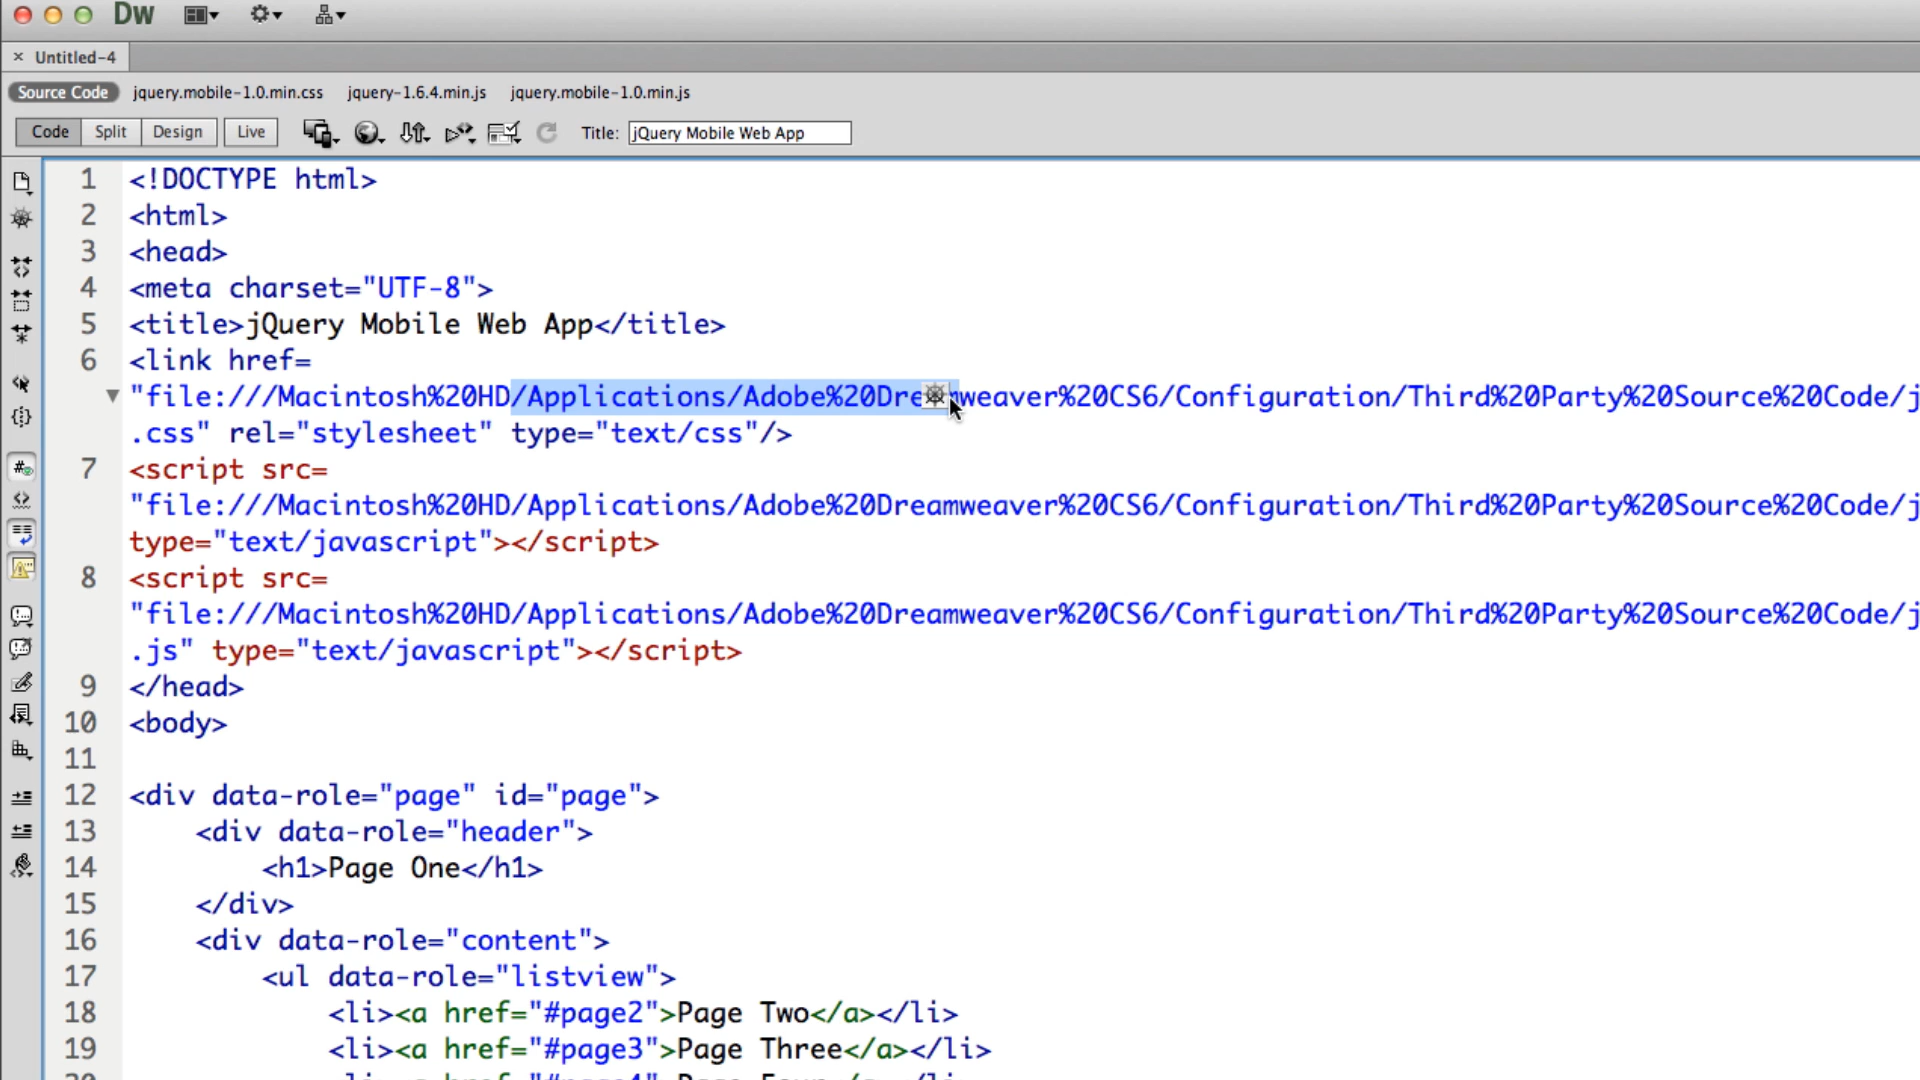 Dw
× Untitled-4
Source Code jquery.mobile-1.0.min.css jquery-1.6.4.min.js jquery.mobile-1.0.min.js
Code Split Design Live Title: jQuery Mobile Web App
1 <!DOCTYPE html>
2 <html>
3 <head>
4 <meta charset="UTF-8">
5 <title>jQuery Mobile Web App</title>
6 <link href=
"file:///Macintosh%20HD/Applications/Adobe%20Dreamweaver%20CS6/Configuration/Third%20Party%20Source%20Code/j
.css" rel="stylesheet" type="text/css"/>
7 <script src=
"file:///Macintosh%20HD/Applications/Adobe%20Dreamweaver%20CS6/Configuration/Third%20Party%20Source%20Code/j
type="text/javascript"></script>
8 <script src=
"file:///Macintosh%20HD/Applications/Adobe%20Dreamweaver%20CS6/Configuration/Third%20Party%20Source%20Code/j
.js" type="text/javascript"></script>
9 </head>
10 <body>
11
12 <div data-role="page" id="page">
13 <div data-role="header">
14 <h1>Page One</h1>
15 </div>
16 <div data-role="content">
17 <ul data-role="listview">
18 <li><a href="#page2">Page Two</a></li>
19 <li><a href="#page3">Page Three</a></li>